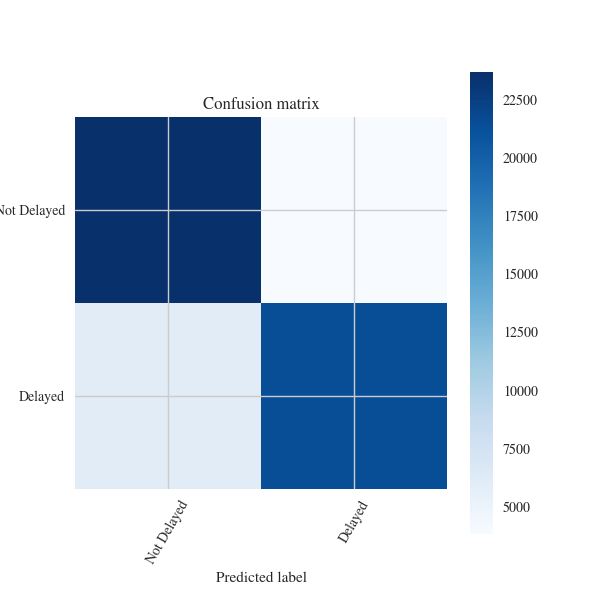 Confusion matrix
Not Delayed
Delayed
Not Delayed
Delayed
Predicted label
22500
20000
17500
15000
12500
10000
7500
5000